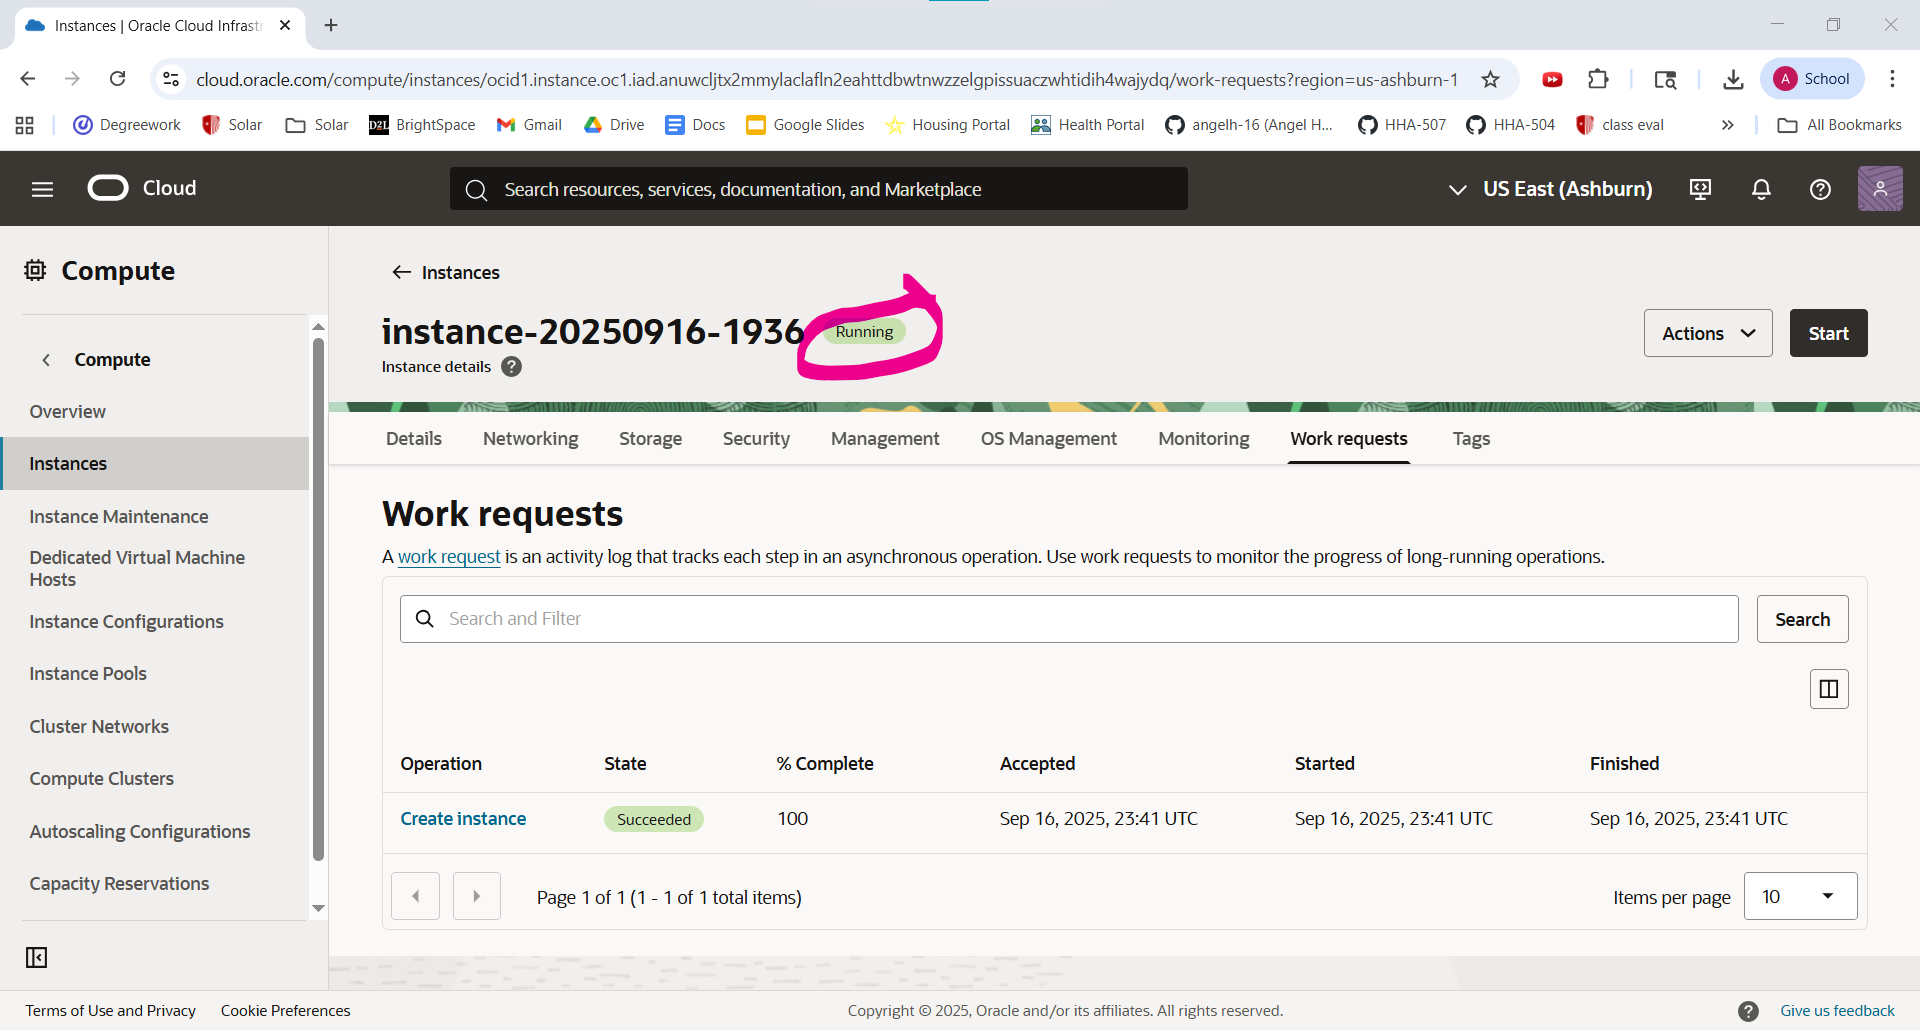 Instances | Oracle Cloud Infrast
cloud.oracle.com/compute/instances/ocid1.instance.oc1.iad.anuwcljtx2mmylaclafln2eahttdbwtnwzzelgpissuaczwhtidih4wajydq/work-requests?region=us-ashburn-1
A School
Degreework Solar Solar D2L BrightSpace Gmail Drive Docs Google Slides Housing Portal Health Portal angelh-16 (Angel H... HHA-507 HHA-504 class eval » All Bookmarks
Cloud
Search resources, services, documentation, and Marketplace
US East (Ashburn)
Compute
Compute
Overview
Instances
Instance Maintenance
Dedicated Virtual Machine
Hosts
Instance Configurations
Instance Pools
Cluster Networks
Compute Clusters
Autoscaling Configurations
Capacity Reservations
Instances
instance-20250916-1936 Running
Instance details ?
Actions Start
Details Networking Storage Security Management OS Management Monitoring Work requests Tags
Work requests
A work request is an activity log that tracks each step in an asynchronous operation. Use work requests to monitor the progress of long-running operations.
Search and Filter Search
Operation State % Complete Accepted Started Finished
Create instance Succeeded 100 Sep 16, 2025, 23:41 UTC Sep 16, 2025, 23:41 UTC Sep 16, 2025, 23:41 UTC
Page 1 of 1 (1 - 1 of 1 total items) Items per page 10
Terms of Use and Privacy Cookie Preferences Copyright © 2025, Oracle and/or its affiliates. All rights reserved. ? Give us feedback